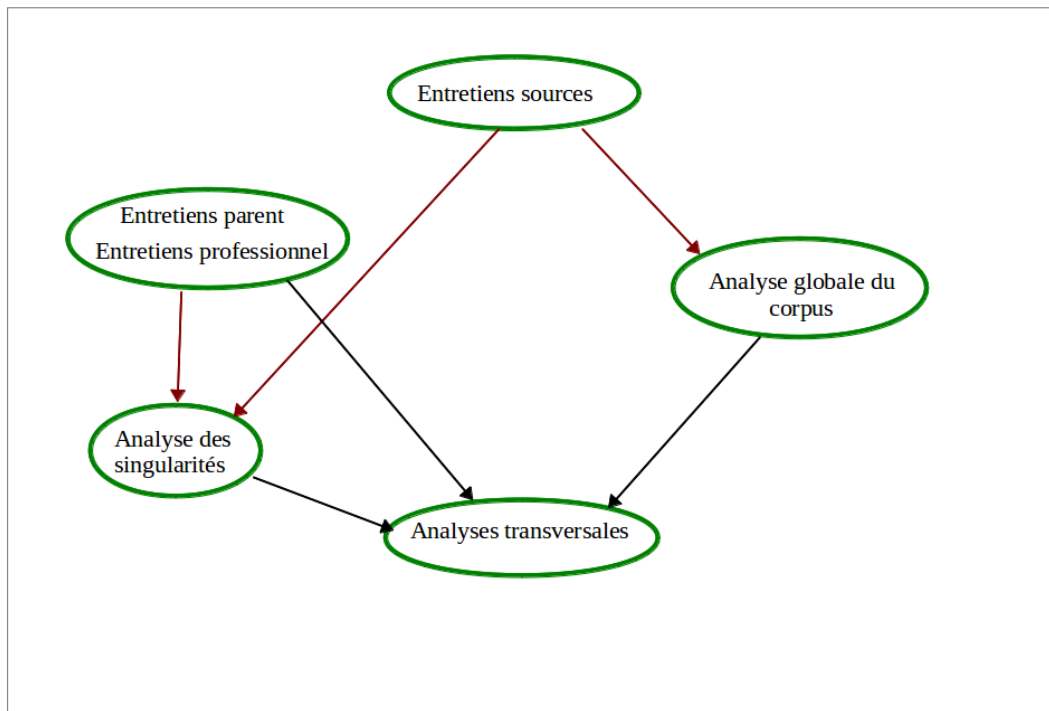 Entretiens sources
Entretiens parent
Entretiens professionnel
Analyse globale du
corpus
Analyse des
singularités
Analyses transversales